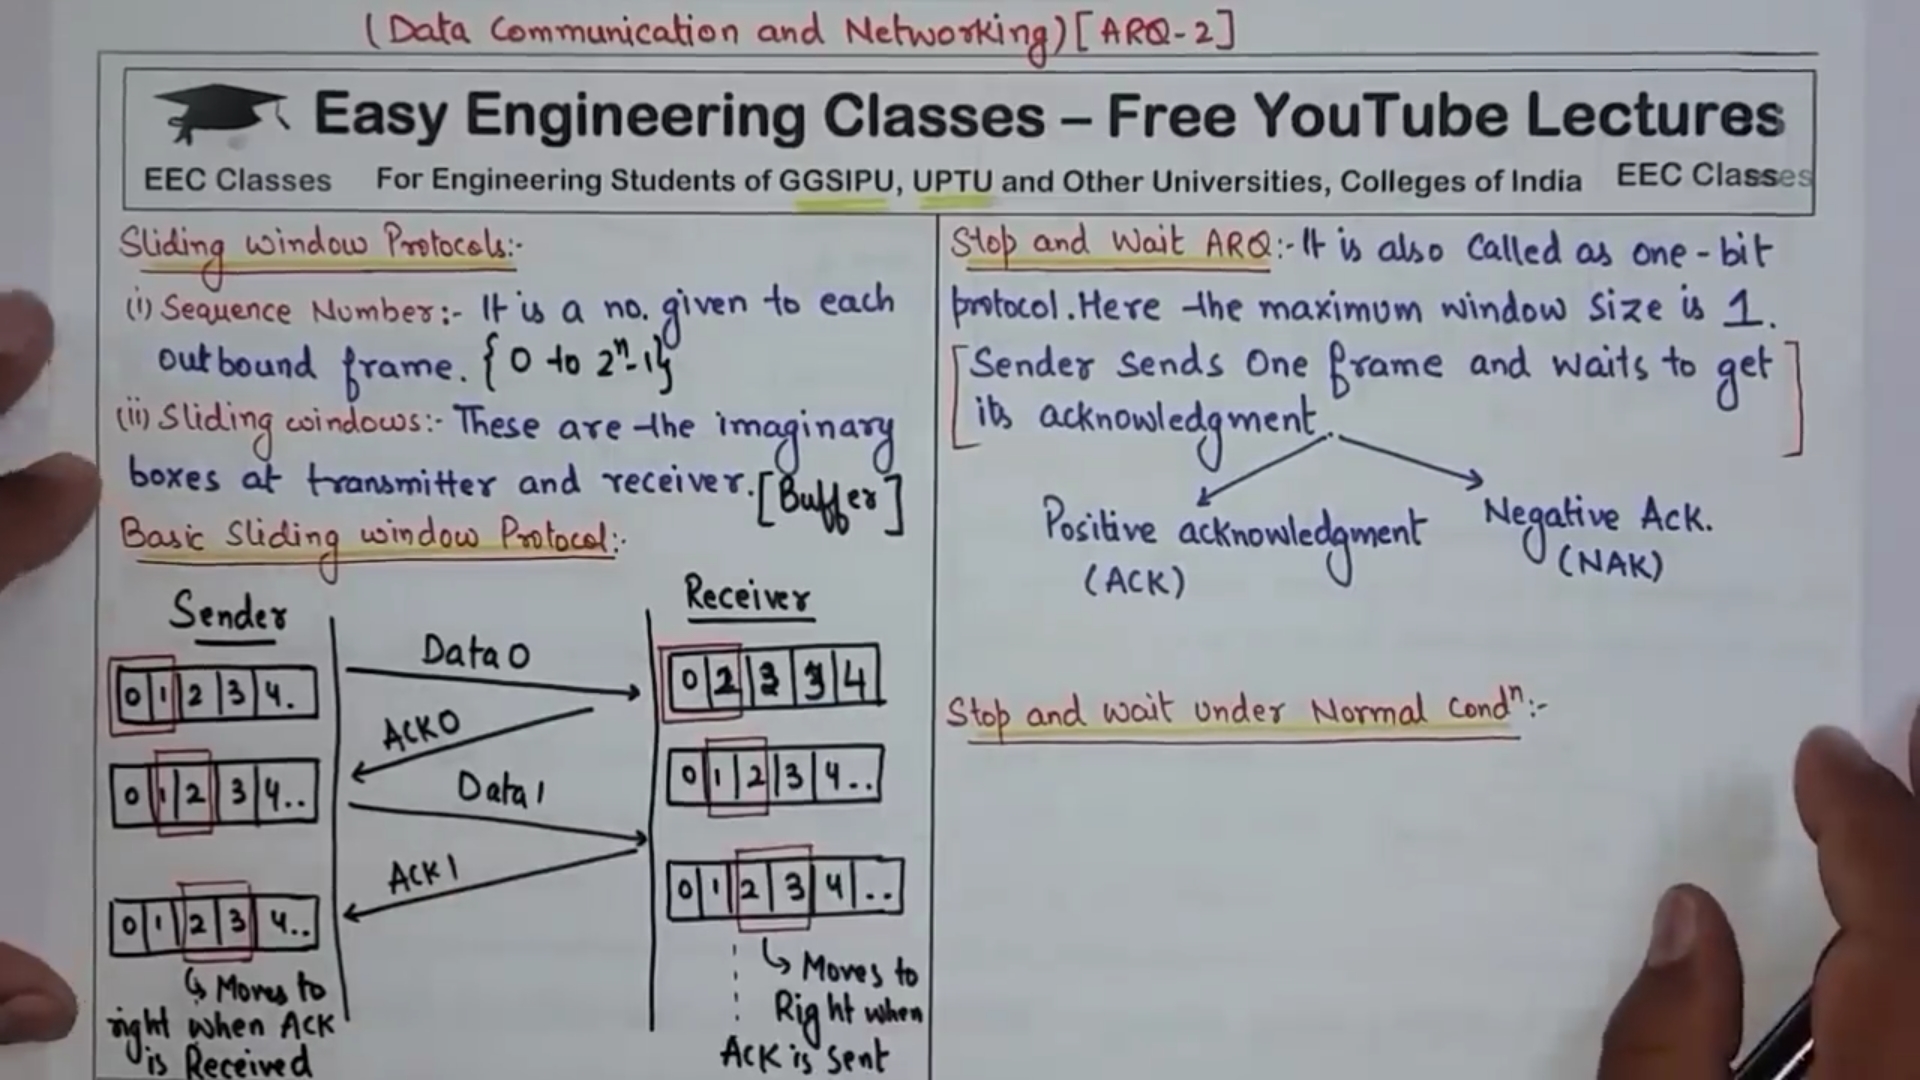 (Data Communication and Networking) [ARQ-2]
Easy Engineering Classes – Free YouTube Lectures
EEC Classes For Engineering Students of GGSIPU, UPTU and Other Universities, Colleges of India EEC Classes
Sliding window Protocols:-
(i) Sequence Number:- It is a no. given to each
outbound frame. {0 to 2ⁿ-1}
(ii) Sliding windows:- These are the imaginary
boxes at transmitter and receiver. [Buffer]
Basic Sliding window Protocol:-
Sender
Receiver
0 1 2 3 4.
Data 0
0 2 3 4
ACK 0
0 1 2 3 4..
Data 1
0 1 2 3 4..
ACK 1
0 1 2 3 4..
0 1 2 3 4 ..
Moves to
right when ACK
is Received
Moves to
Right when
ACK is sent
Stop and Wait ARQ:- It is also called as one-bit
protocol. Here the maximum window size is 1.
[Sender sends One frame and waits to get
its acknowledgment.]
Positive acknowledgment
(ACK)
Negative Ack.
(NAK)
Stop and wait under Normal Condⁿ:-